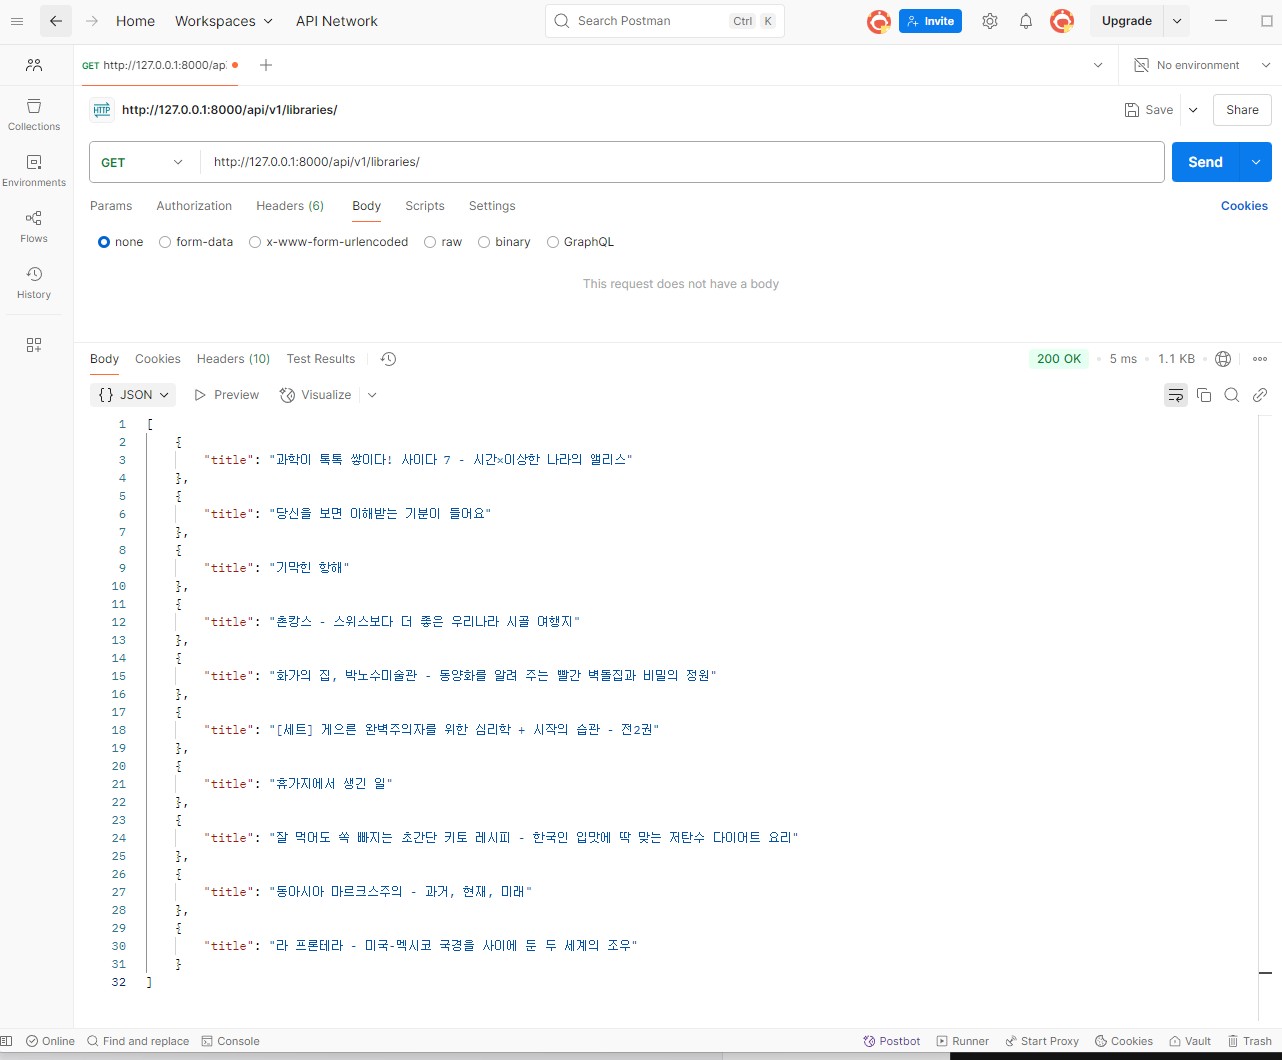 Home Workspaces API Network Search Postman Ctrl K Invite Upgrade
GET http://127.0.0.1:8000/ap No environment
HTTP http://127.0.0.1:8000/api/v1/libraries/ Save Share
GET http://127.0.0.1:8000/api/v1/libraries/ Send
Params Authorization Headers (6) Body Scripts Settings Cookies
none form-data x-www-form-urlencoded raw binary GraphQL
This request does not have a body
Collections
Environments
Flows
History
Body Cookies Headers (10) Test Results 200 OK 5 ms 1.1 KB
{} JSON Preview Visualize
1 [
2 {
3 "title": "과학이 톡톡 쌓이다! 사이다 7 - 시간×이상한 나라의 앨리스"
4 },
5 {
6 "title": "당신을 보면 이해받는 기분이 들어요"
7 },
8 {
9 "title": "기막힌 항해"
10 },
11 {
12 "title": "촌캉스 - 스위스보다 더 좋은 우리나라 시골 여행지"
13 },
14 {
15 "title": "화가의 집, 박노수미술관 - 동양화를 알려 주는 빨간 벽돌집과 비밀의 정원"
16 },
17 {
18 "title": "[세트] 게으른 완벽주의자를 위한 심리학 + 시작의 습관 - 전2권"
19 },
20 {
21 "title": "휴가지에서 생긴 일"
22 },
23 {
24 "title": "잘 먹어도 쏙 빠지는 초간단 키토 레시피 - 한국인 입맛에 딱 맞는 저탄수 다이어트 요리"
25 },
26 {
27 "title": "동아시아 마르크스주의 - 과거, 현재, 미래"
28 },
29 {
30 "title": "라 프론테라 - 미국-멕시코 국경을 사이에 둔 두 세계의 조우"
31 }
32 ]
Online Find and replace Console Postbot Runner Start Proxy Cookies Vault Trash